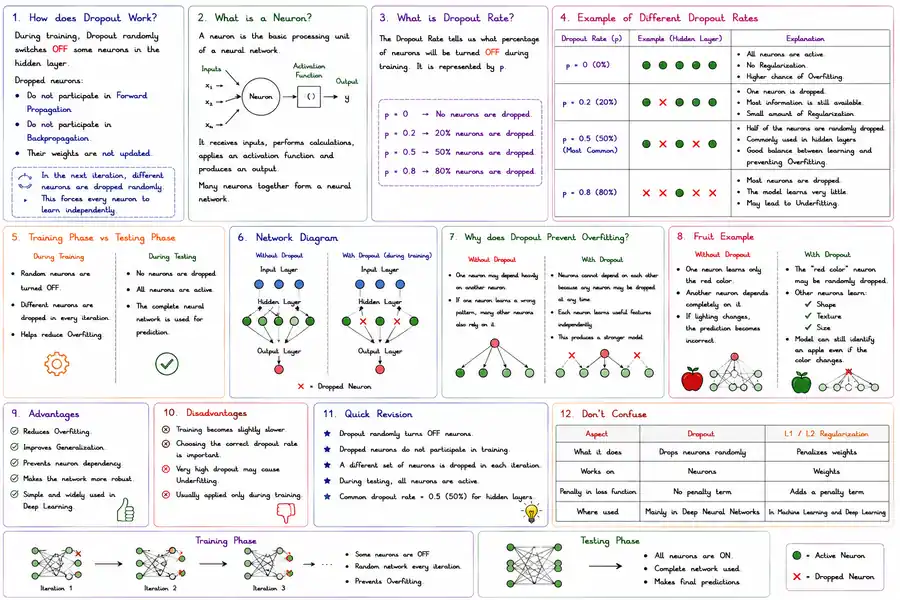 1. How does Dropout Work?
During training, Dropout randomly
switches OFF some neurons in the
hidden layer.
Dropped neurons:
Do not participate in Forward
Propagation.
Do not participate in
Backpropagation.
Their weights are not updated.
In the next iteration, different
neurons are dropped randomly.
This forces every neuron to
learn independently.
2. What is a Neuron?
A neuron is the basic processing unit
of a neural network.
Inputs
Activation
Function
Output
x₁
x₂
Neuron
y
It receives inputs, performs calculations,
applies an activation function and
produces an output.
Many neurons together form a neural
network.
3. What is Dropout Rate?
The Dropout Rate tells us what percentage
of neurons will be turned OFF during
training. It is represented by p.
p = 0 → No neurons are dropped.
p = 0.2 → 20% neurons are dropped.
p = 0.5 → 50% neurons are dropped.
p = 0.8 → 80% neurons are dropped.
4. Example of Different Dropout Rates
Dropout Rate (p) Example (Hidden Layer) Explanation
p = 0 (0%)
All neurons are active.
No Regularization.
Higher chance of Overfitting.
p = 0.2 (20%)
One neuron is dropped.
Most information is still available.
Small amount of Regularization.
p = 0.5 (50%)
(Most Common)
Half of the neurons are randomly dropped.
Commonly used in hidden layers
Good balance between learning and
preventing Overfitting.
p = 0.8 (80%)
Most neurons are dropped.
The model learns very little.
May lead to Underfitting.
5. Training Phase vs Testing Phase
During Training
Random neurons are
turned OFF.
Different neurons are
dropped in every iteration.
Helps reduce Overfitting.
During Testing
No neurons are dropped.
All neurons are active.
The complete neural
network is used for
prediction.
6. Network Diagram
Without Dropout
Input Layer
Hidden Layer
Output Layer
With Dropout (during training)
Input Layer
Hidden Layer
Output Layer
= Dropped Neuron
7. Why does Dropout Prevent Overfitting?
Without Dropout
One neuron may depend heavily
on another neuron.
If one neuron learns a wrong
pattern, many other neurons
also rely on it.
With Dropout
Neurons cannot depend on each other
because any neuron may be dropped
at any time.
Each neuron learns useful features
independently.
This produces a stronger model.
8. Fruit Example
Without Dropout
One neuron learns only
the red color.
Another neuron depends
completely on it.
If lighting changes,
the prediction becomes
incorrect.
With Dropout
The "red color" neuron
may be randomly dropped.
Other neurons learn:
Shape
Texture
Size
Model can still identify
an apple even if the
color changes.
9. Advantages
Reduces Overfitting.
Improves Generalization.
Prevents neuron dependency.
Makes the network more robust.
Simple and widely used in
Deep Learning.
10. Disadvantages
Training becomes slightly slower.
Choosing the correct dropout rate
is important.
Very high dropout may cause
Underfitting.
Usually applied only during training.
11. Quick Revision
Dropout randomly turns OFF neurons.
Dropped neurons do not participate in training.
A different set of neurons is dropped in each iteration.
During testing, all neurons are active.
Common dropout rate = 0.5 (50%) for hidden layers.
12. Don't Confuse
Aspect Dropout L1 / L2 Regularization
What it does Drops neurons randomly Penalizes weights
Works on Neurons Weights
Penalty in loss function No penalty term Adds a penalty term
Where used Mainly in Deep Neural Networks In Machine Learning and Deep Learning
Training Phase
Iteration 1
Iteration 2
Iteration 3
Some neurons are OFF
Random network every iteration.
Prevents Overfitting.
Testing Phase
All neurons are ON.
Complete network used.
Makes final predictions
= Active Neuron
= Dropped Neuron